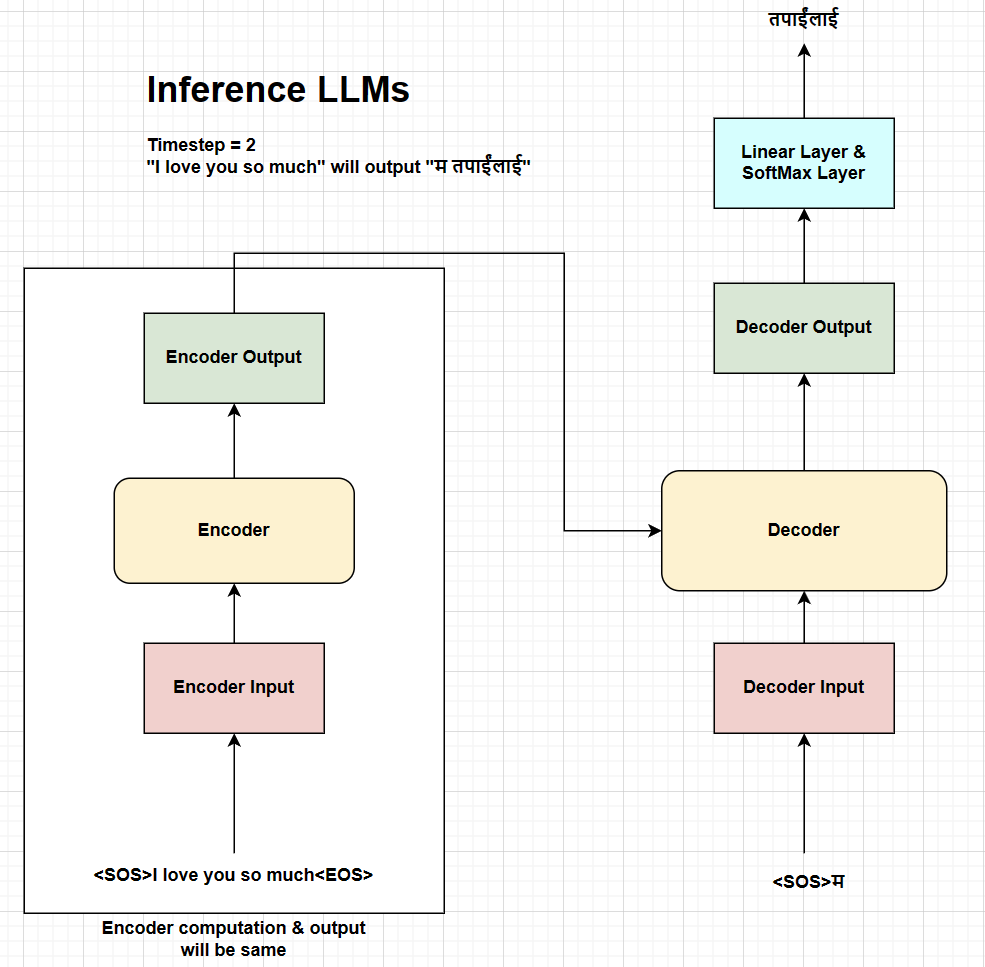 तपाईंलाई
Inference LLMs
Timestep = 2
"I love you so much" will output "म तपाईंलाई"
Linear Layer &
SoftMax Layer
Encoder Output
Decoder Output
Encoder
Decoder
Encoder Input
Decoder Input
<SOS>I love you so much<EOS>
<SOS>म
Encoder computation & output
will be same